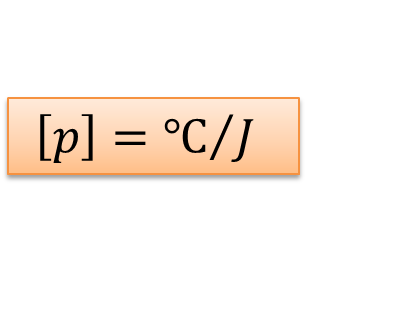 [p] = °C/J